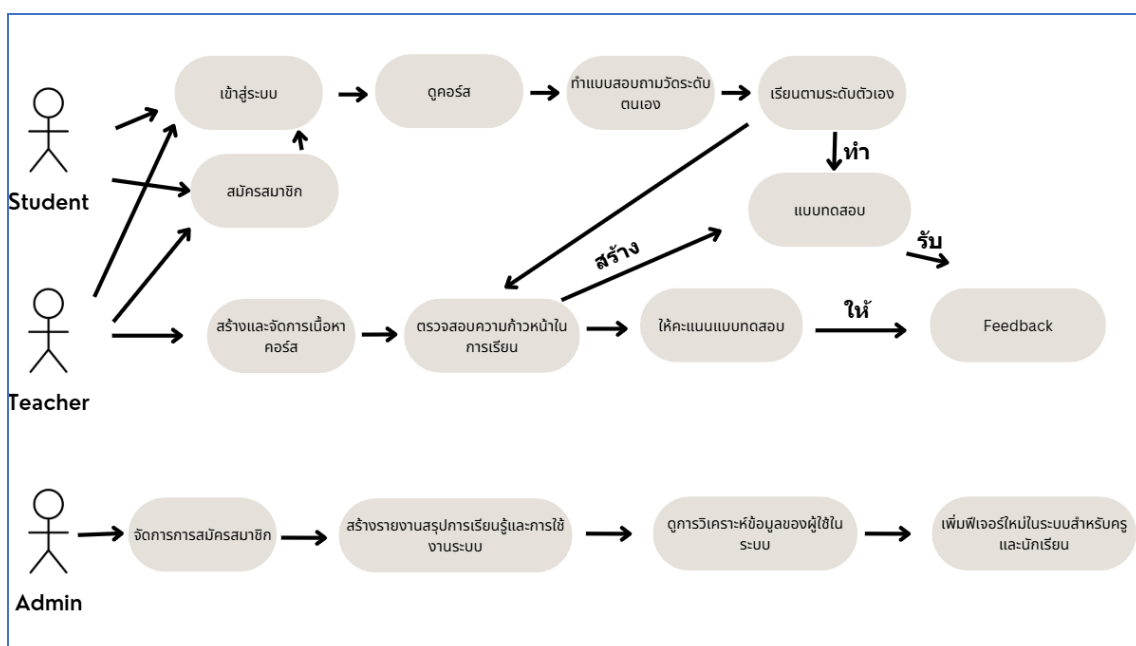 เข้าสู่ระบบ
ดูคอร์ส
ทำแบบสอบถามวัดระดับ
ตนเอง
เรียนตามระดับตัวเอง
ทำ
Student
สมัครสมาชิก
แบบทดสอบ
รับ
สร้าง
สร้างและจัดการเนื้อหา
คอร์ส
ตรวจสอบความก้าวหน้าใน
การเรียน
ให้คะแนนแบบทดสอบ
ให้
Feedback
Teacher
จัดการการสมัครสมาชิก
สร้างรายงานสรุปการเรียนรู้และการใช้
งานระบบ
ดูการวิเคราะห์ข้อมูลของผู้ใช้ใน
ระบบ
เพิ่มฟีเจอร์ใหม่ในระบบสำหรับครู
และนักเรียน
Admin